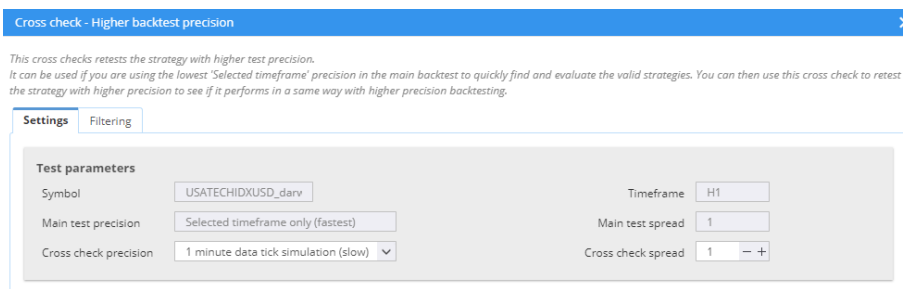 Cross check - Higher backtest precision
This cross checks retests the strategy with higher test precision.
It can be used if you are using the lowest 'Selected timeframe' precision in the main backtest to quickly find and evaluate the valid strategies. You can then use this cross check to retest
the strategy with higher precision to see if it performs in a same way with higher precision backtesting.
Settings Filtering
Test parameters
Symbol USATECHIDXUSD_darw Timeframe H1
Main test precision Selected timeframe only (fastest) Main test spread 1
Cross check precision 1 minute data tick simulation (slow) Cross check spread 1 − +